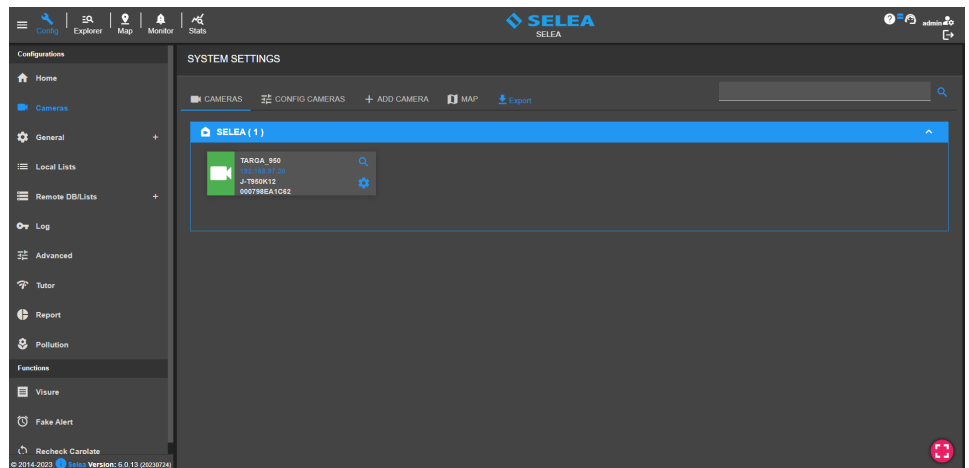 Config
Explorer
Map
Monitor
Stats
SELEA
SELEA
admin
Configurations
SYSTEM SETTINGS
Home
Cameras
General +
Local Lists
Remote DB/Lists +
Log
Advanced
Tutor
Report
Pollution
Functions
Visure
Fake Alert
Recheck Carplate
© 2014-2023 Selea Version: 6.0.13 (20230724)
CAMERAS
CONFIG CAMERAS
+ ADD CAMERA
MAP
Export
SELEA ( 1 )
TARGA_950
J-T950K12
000798EA1C62